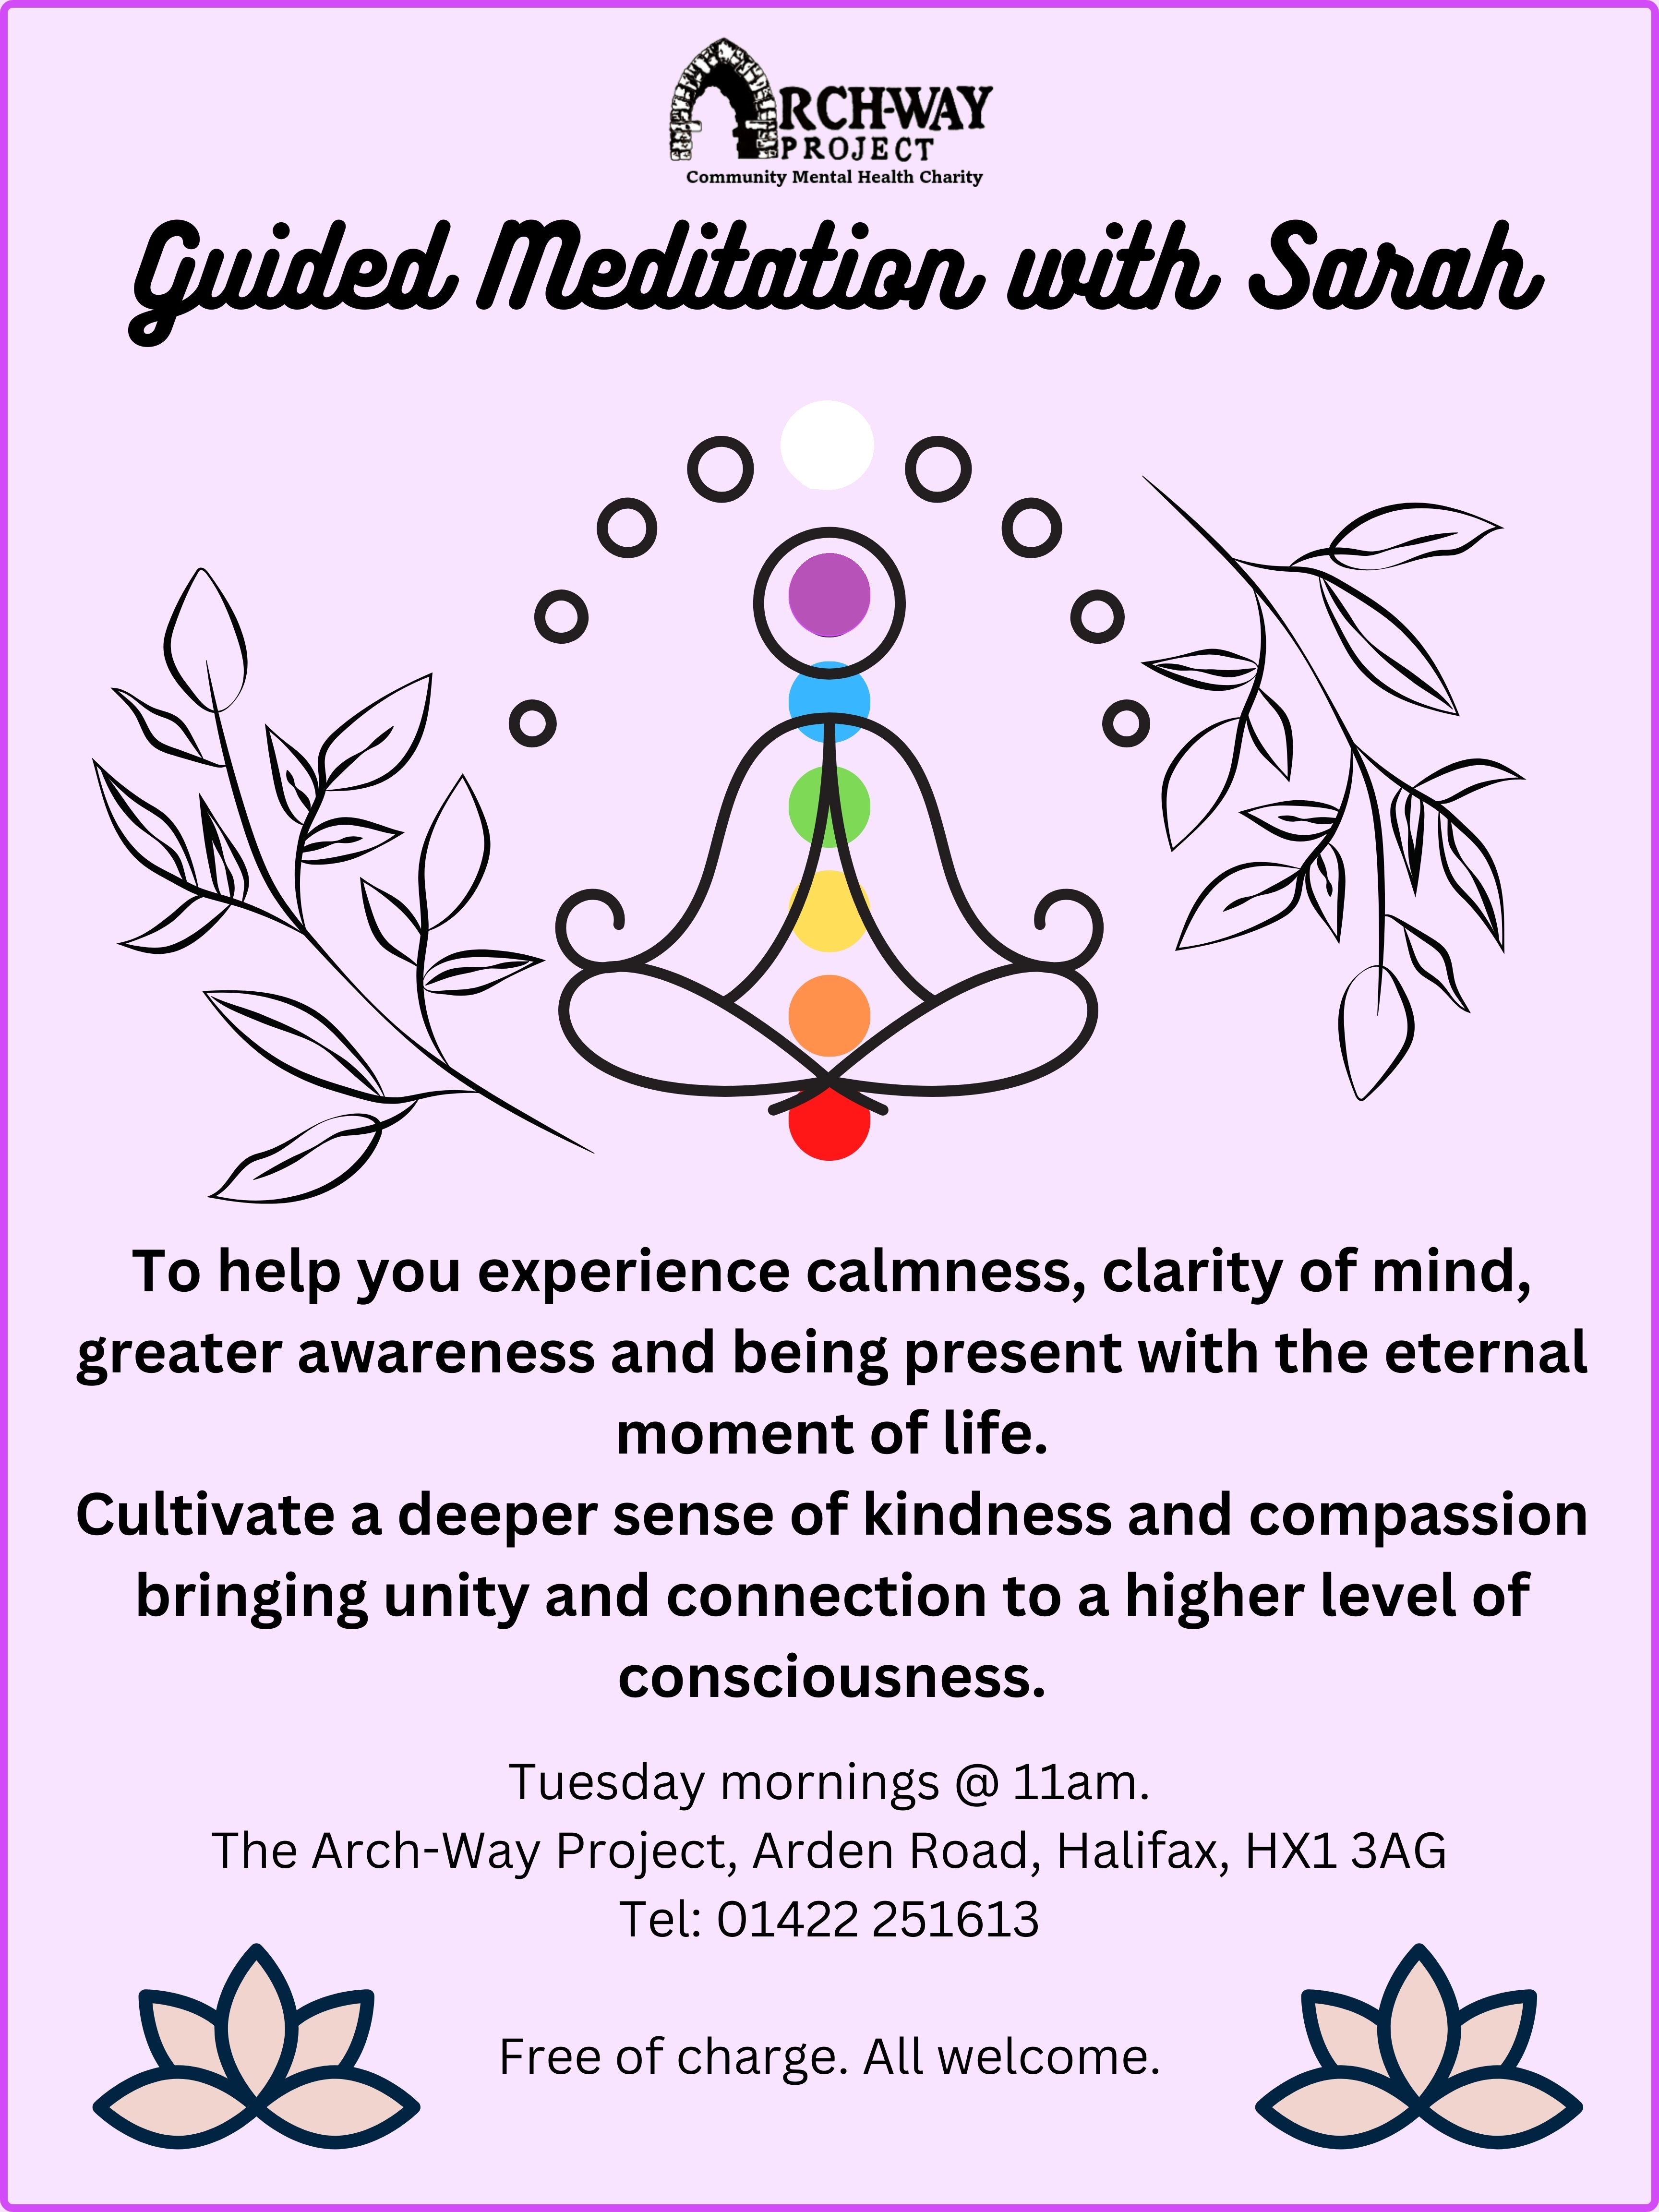 ARCH-WAY
PROJECT
Community Mental Health Charity
Guided Meditation with Sarah
To help you experience calmness, clarity of mind,
greater awareness and being present with the eternal
moment of life.
Cultivate a deeper sense of kindness and compassion
bringing unity and connection to a higher level of
consciousness.
Tuesday mornings @ 11am.
The Arch-Way Project, Arden Road, Halifax, HX1 3AG
Tel: 01422 251613
Free of charge. All welcome.